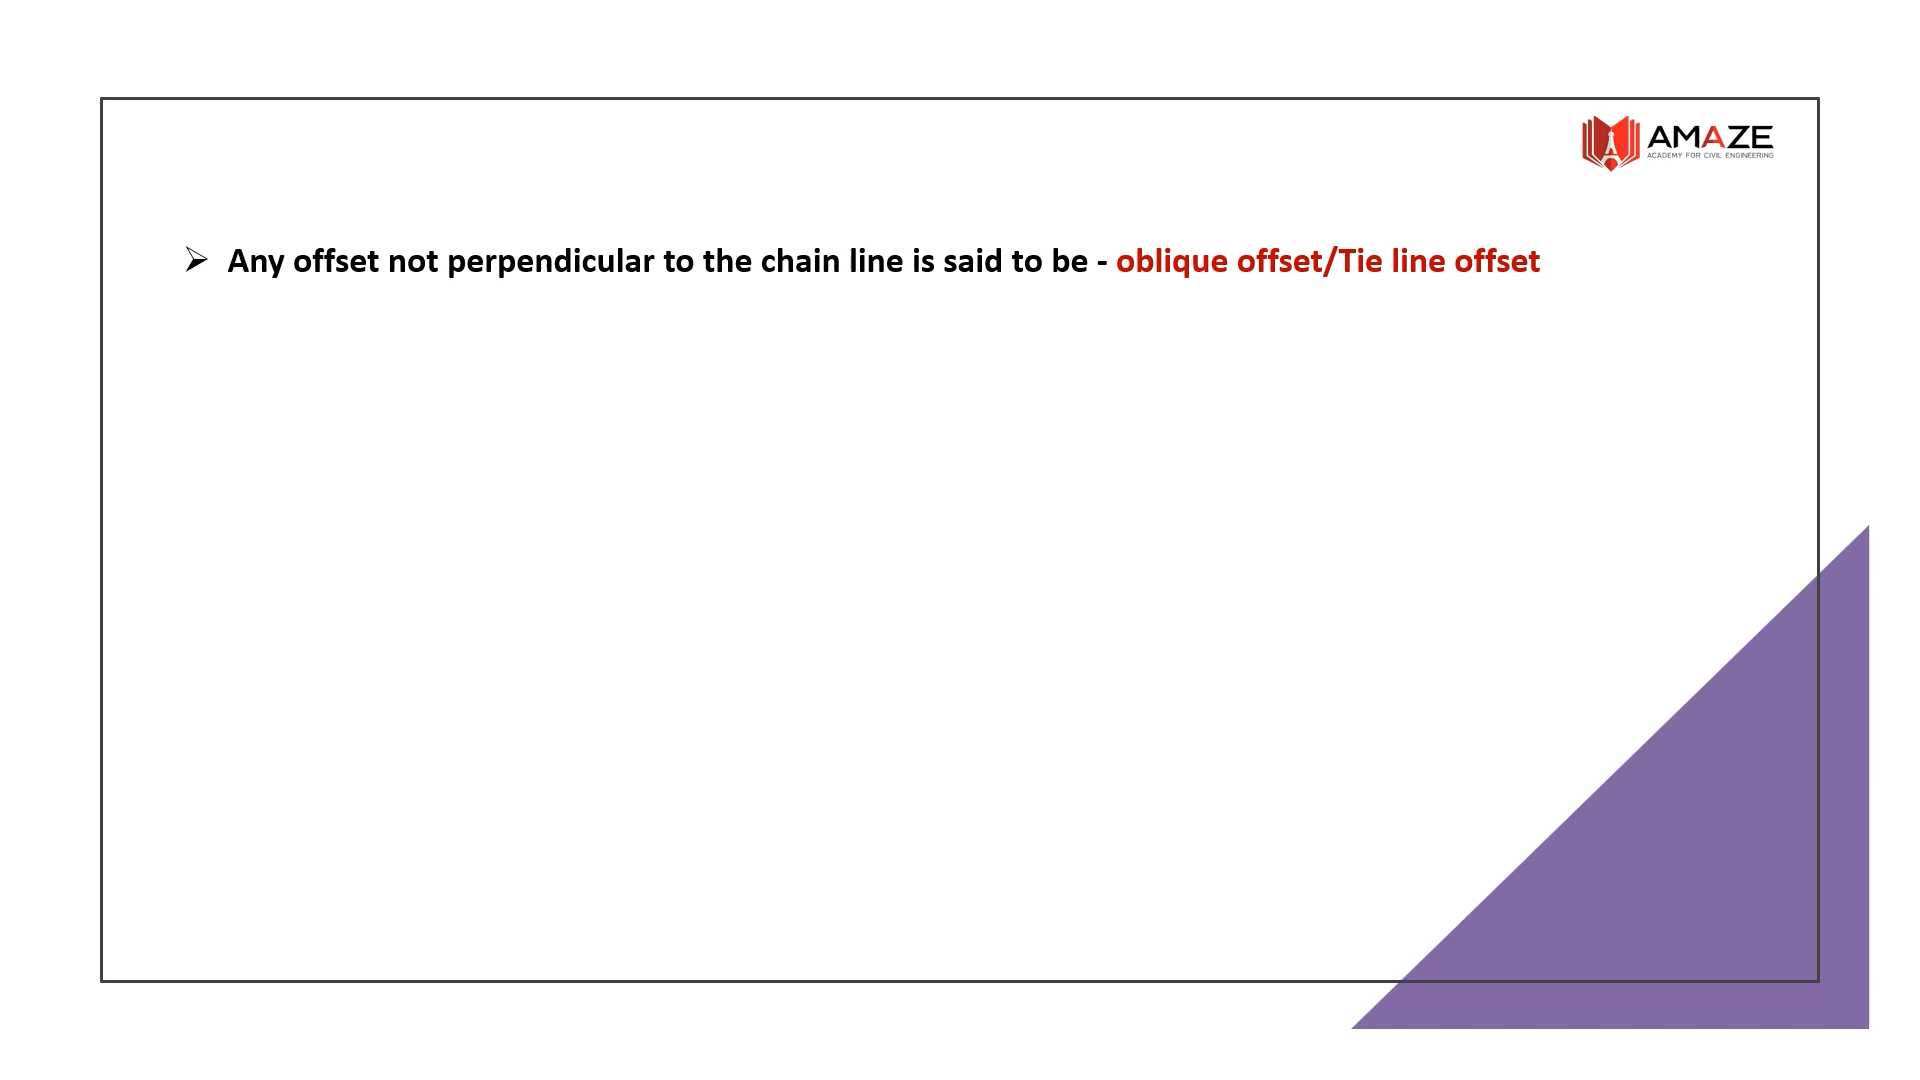 AMAZE
ACADEMY FOR CIVIL ENGINEERING
➢ Any offset not perpendicular to the chain line is said to be - oblique offset/Tie line offset